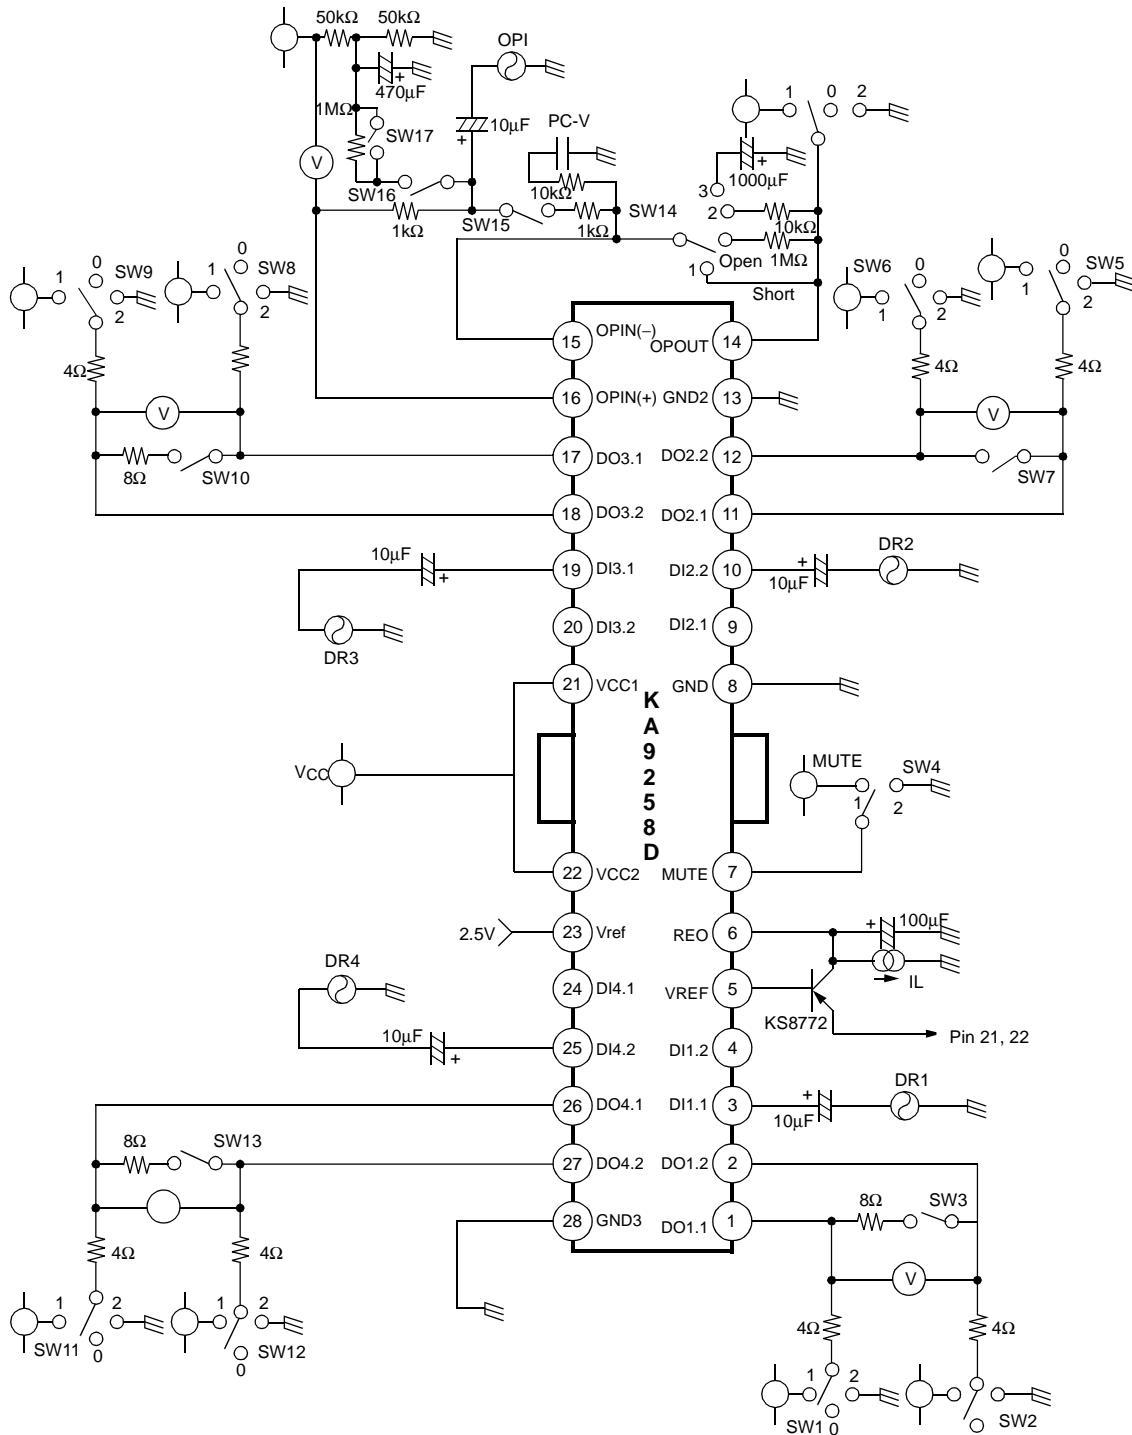 50kΩ 50kΩ
OPI
470μF
+
1MΩ
SW17
10μF
+
PC-V
1 0 2
V
1000μF
+
3
SW16
10kΩ
SW14
2
10kΩ
1kΩ
SW15
1kΩ
Open
1MΩ
1
Short
0
1
SW9
2
0
1
SW8
2
SW6
1
0
2
0
1
SW5
2
4Ω
4Ω
4Ω
V
V
8Ω
SW10
SW7
15 OPIN(–)
OPOUT 14
16 OPIN(+)
GND2 13
17 DO3.1
DO2.2 12
18 DO3.2
DO2.1 11
10μF
+
19 DI3.1
DI2.2 10
+
10μF
DR2
20 DI3.2
DI2.1 9
DR3
21 VCC1
GND 8
KA9258D
VCC
MUTE
SW4
1
2
22 VCC2
MUTE 7
2.5V
23 Vref
REO 6
+
100μF
IL
DR4
24 DI4.1
VREF 5
KS8772
Pin 21, 22
10μF
+
25 DI4.2
DI1.2 4
26 DO4.1
DI1.1 3
+
10μF
DR1
8Ω
SW13
27 DO4.2
DO1.2 2
28 GND3
DO1.1 1
8Ω
SW3
4Ω
4Ω
V
1
2
SW11
0
1
2
SW12
0
4Ω
4Ω
1
2
SW1
0
SW2